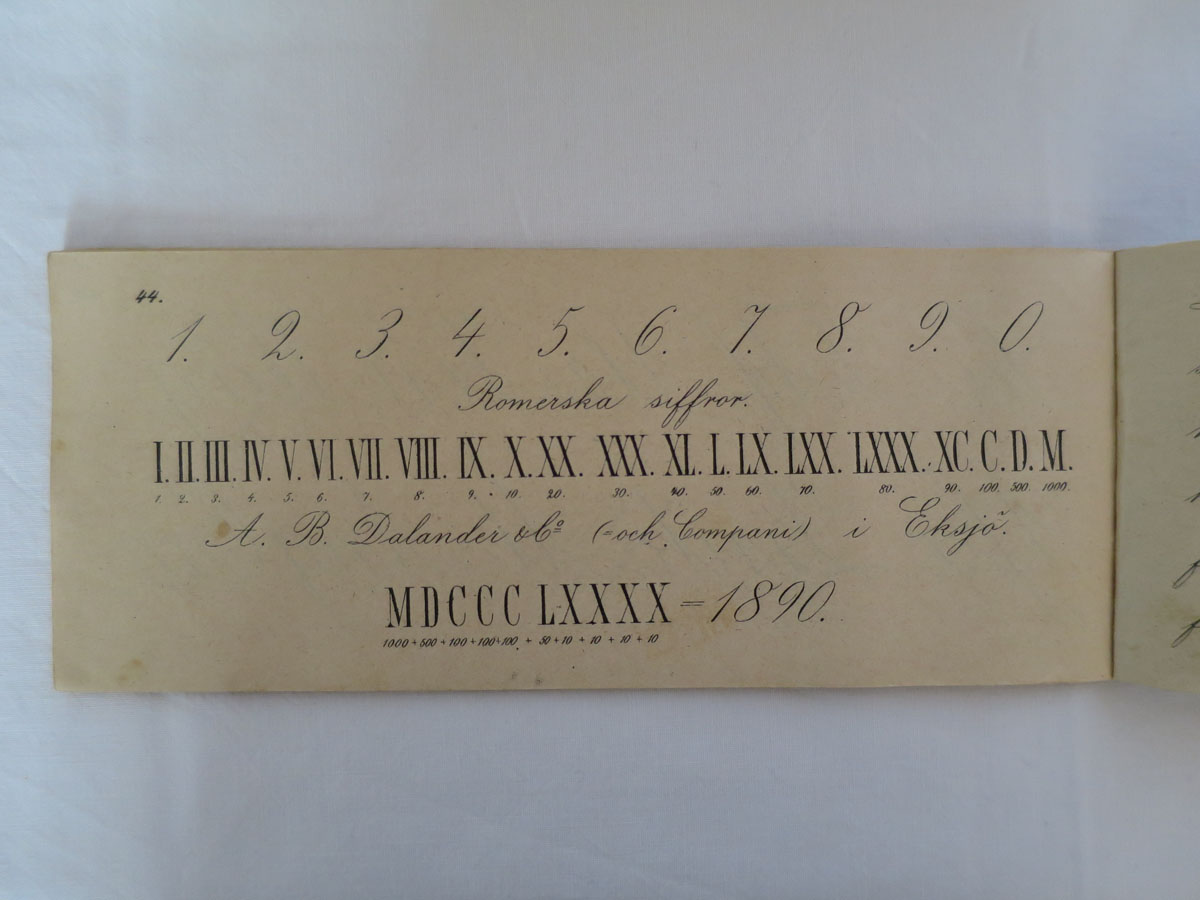 44.
1. 2. 3. 4. 5. 6. 7. 8. 9. 0.
Romerska siffror.
I. II. III. IV. V. VI. VII. VIII. IX. X. XX. XXX. XL. L. LX. LXX. LXXX. XC. C. D. M.
1. 2. 3. 4. 5. 6. 7. 8. 9. 10. 20. 30. 40. 50. 60. 70. 80. 90. 100. 500. 1000.
A. B. Dalander & Cº (=och Compani) i Eksjö.
MDCCC LXXXX = 1890.
1000 + 500 + 100 + 100 + 100 + 50 + 10 + 10 + 10 + 10